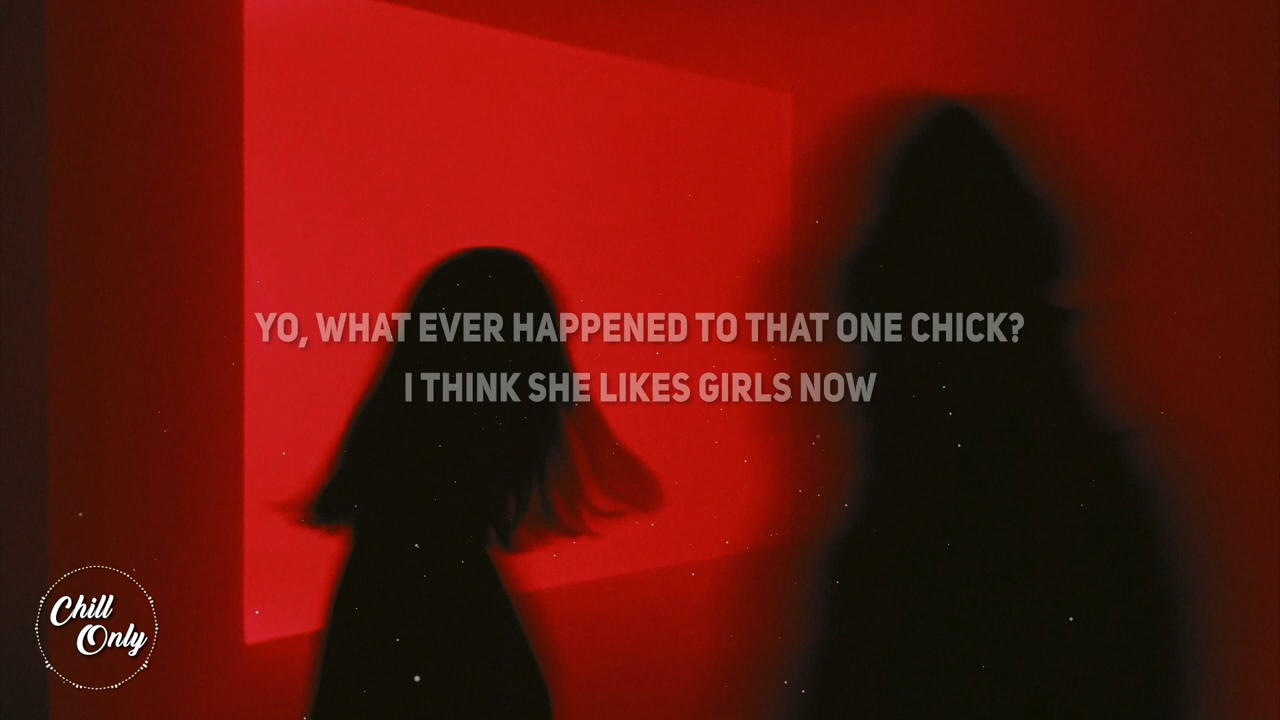 YO, WHAT EVER HAPPENED TO THAT ONE CHICK?
I THINK SHE LIKES GIRLS NOW
Chill
Only